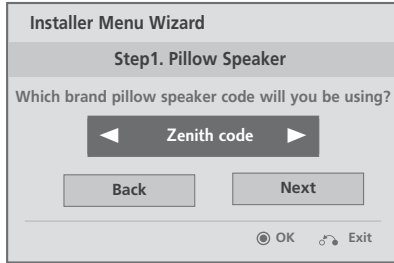 Installer Menu Wizard
Step1. Pillow Speaker
Which brand pillow speaker code will you be using?
Zenith code
Back Next
OK Exit